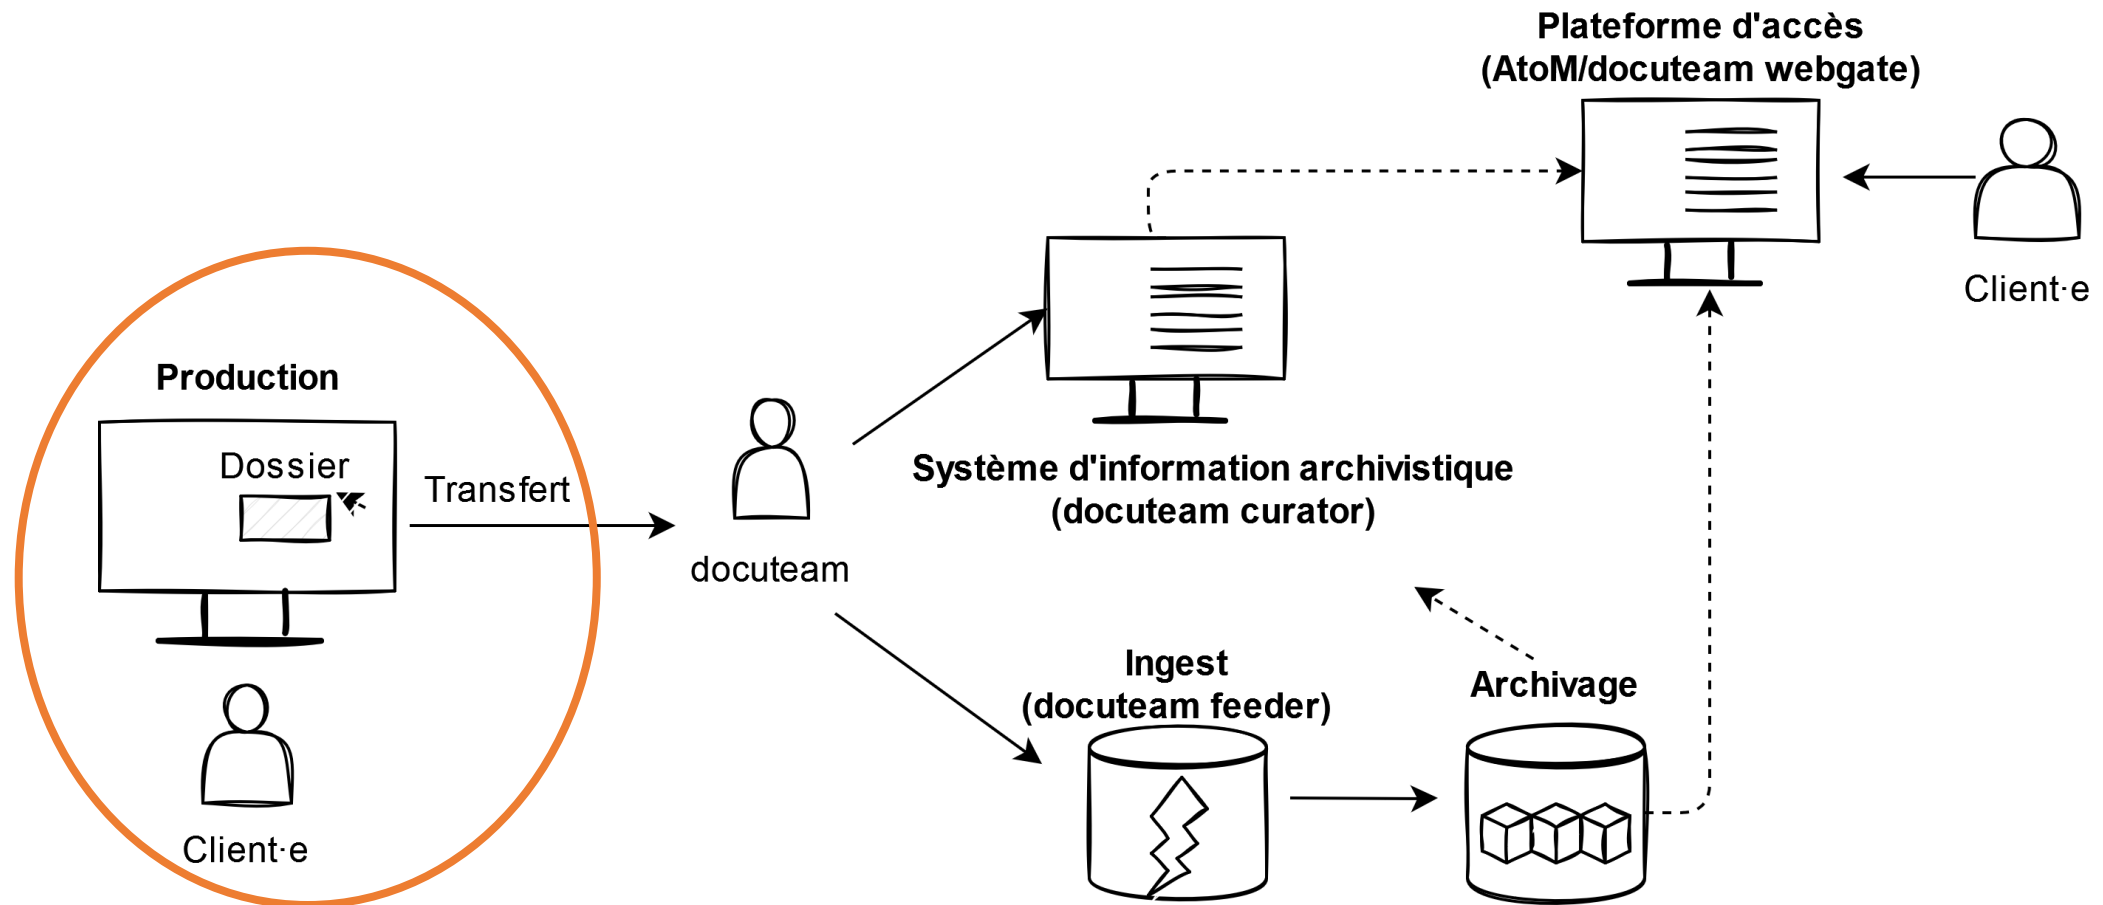 Plateforme d'accès
(AtoM/docuteam webgate)
Client·e
Production
Dossier
Transfert
docuteam
Système d'information archivistique
(docuteam curator)
Ingest
(docuteam feeder)
Archivage
Client·e